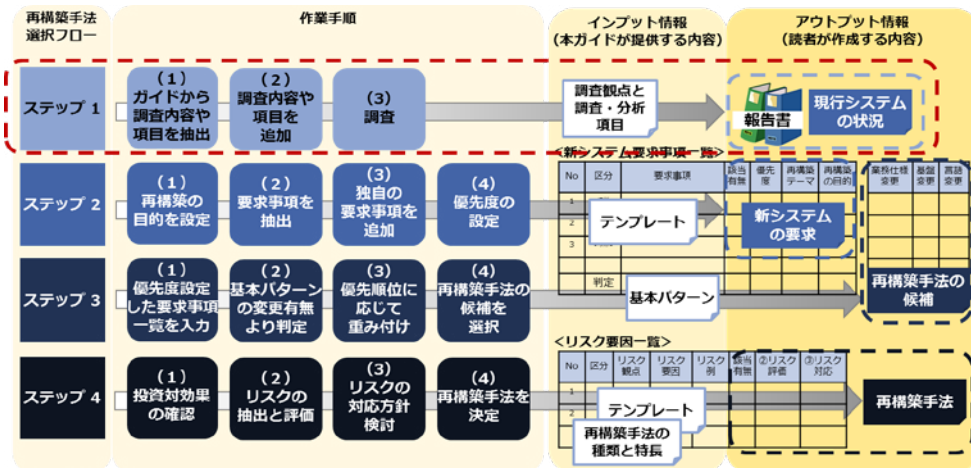 再構築手法
選択フロー
作業手順
インプット情報
(本ガイドが提供する内容)
アウトプット情報
(読者が作成する内容)
ステップ 1
(1)
ガイドから
調査内容や
項目を抽出
(2)
調査内容や
項目を
追加
(3)
調査
調査観点と
調査・分析
項目
報告書
現行システム
の状況
<新システム要求事項一覧>
No
区分
要求事項
該当
有無
優先
度
再構築
テーマ
再構築
の目的
業務仕様
変更
基盤
変更
言語
変更
1
2
3
判定
ステップ 2
(1)
再構築の
目的を設定
(2)
要求事項を
抽出
(3)
独自の
要求事項を
追加
(4)
優先度の
設定
テンプレート
新システム
の要求
ステップ 3
(1)
優先度設定
した要求事項
一覧を入力
(2)
基本パターン
の変更有無
より判定
(3)
優先順位に
応じて
重み付け
(4)
再構築手法の
候補を
選択
基本パターン
再構築手法の
候補
<リスク要因一覧>
No
区分
リスク
観点
リスク
要因
リスク
例
該当
有無
②リスク
評価
③リスク
対応
1
2
ステップ 4
(1)
投資対効果
の確認
(2)
リスクの
抽出と評価
(3)
リスクの
対応方針
検討
(4)
再構築手法を
決定
テンプレート
再構築手法の
種類と特長
再構築手法